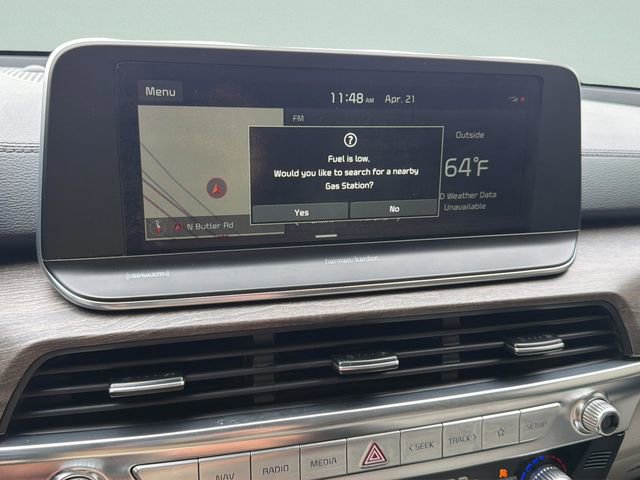 Menu
11:48 AM Apr. 21
FM
Fuel is low.
Would you like to search for a nearby
Gas Station?
Yes
No
Outside
64°F
Weather Data
Unavailable
N Butler Rd
((SiriusXM))
harman/kardon
NAV
RADIO
MEDIA
< SEEK
TRACK >
SETUP